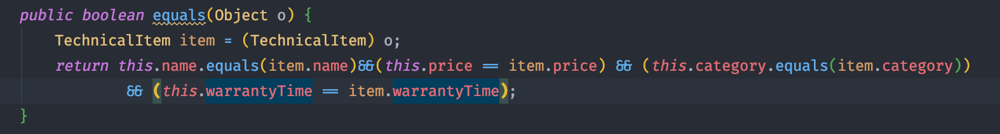 public boolean equals(Object o) {
TechnicalItem item = (TechnicalItem) o;
return this.name.equals(item.name)&&(this.price == item.price) && (this.category.equals(item.category))
&& (this.warrantyTime == item.warrantyTime);
}